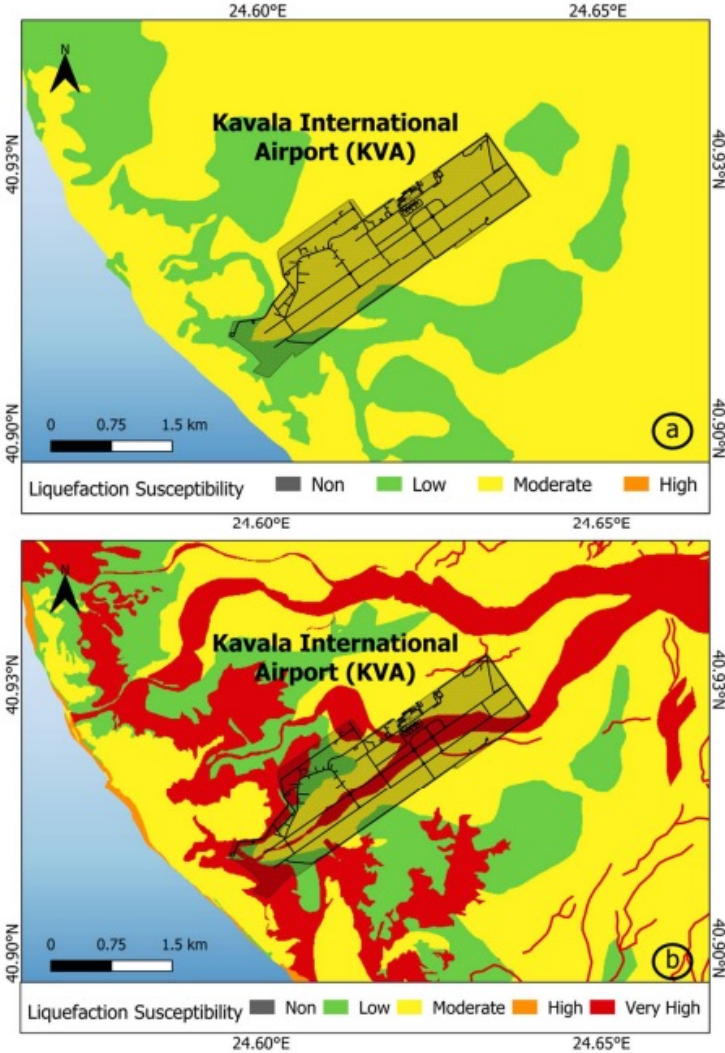 24.60°E 24.65°E
N
Kavala International
Airport (KVA)
40.93°N 40.93°N
0 0.75 1.5 km
40.90°N 40.90°N
a
Liquefaction Susceptibility Non Low Moderate High
24.60°E 24.65°E
N
Kavala International
Airport (KVA)
40.93°N 40.93°N
0 0.75 1.5 km
40.90°N 40.90°N
b
Liquefaction Susceptibility Non Low Moderate High Very High
24.60°E 24.65°E